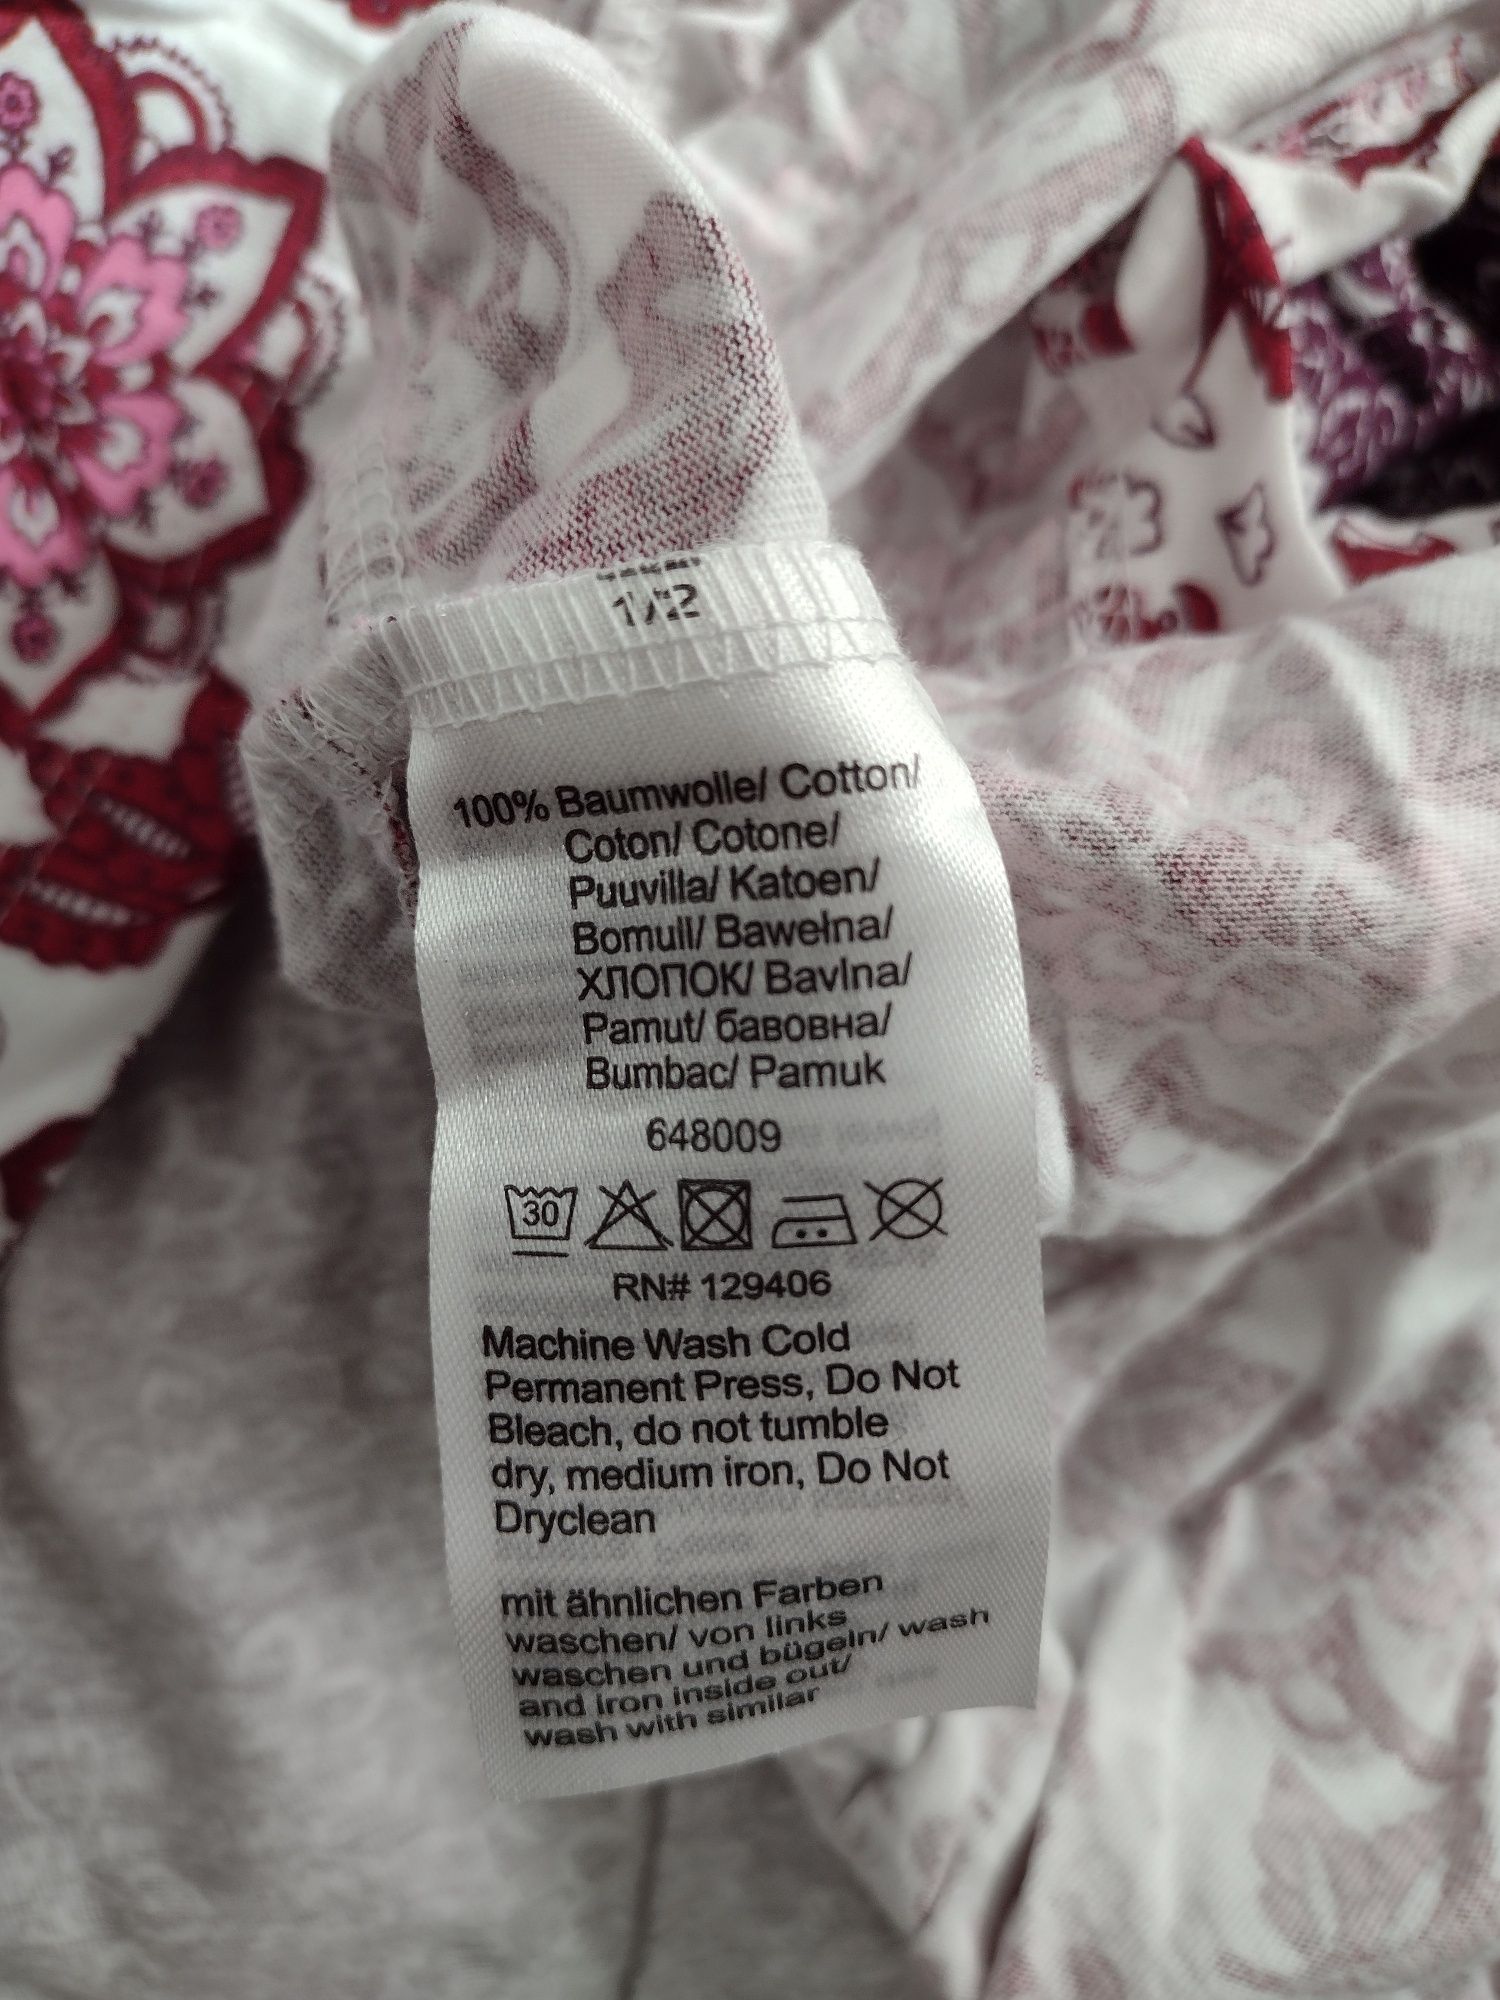 1/2
100% Baumwolle/ Cotton/
Coton/ Cotone/
Puuvilla/ Katoen/
Bomull/ Bawełna/
ХЛОПОК/ Bavlna/
Pamut/ бавовна/
Bumbac/ Pamuk
648009
30
RN# 129406
Machine Wash Cold
Permanent Press, Do Not
Bleach, do not tumble
dry, medium iron, Do Not
Dryclean
mit ähnlichen Farben
waschen/ von links
waschen und bügeln/ wash
and iron inside out/
wash with similar